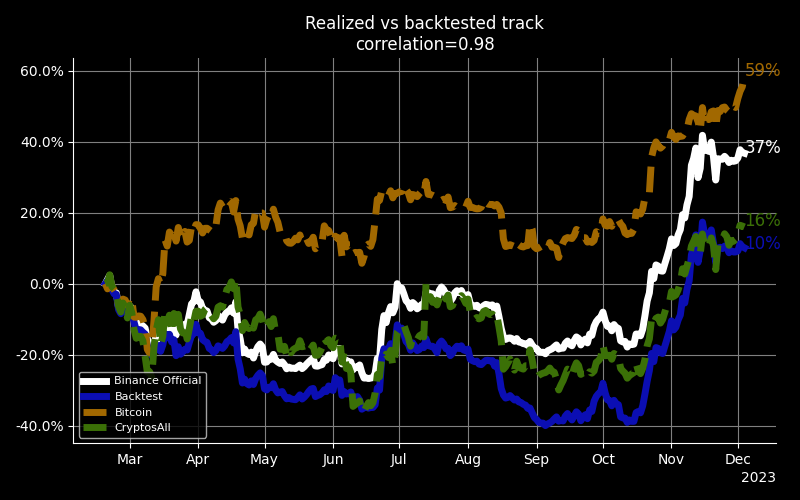 Realized vs backtested track
correlation=0.98
60.0%
40.0%
20.0%
0.0%
-20.0%
-40.0%
59%
37%
16%
10%
Binance Official
Backtest
Bitcoin
CryptosAll
Mar Apr May Jun Jul Aug Sep Oct Nov Dec
2023